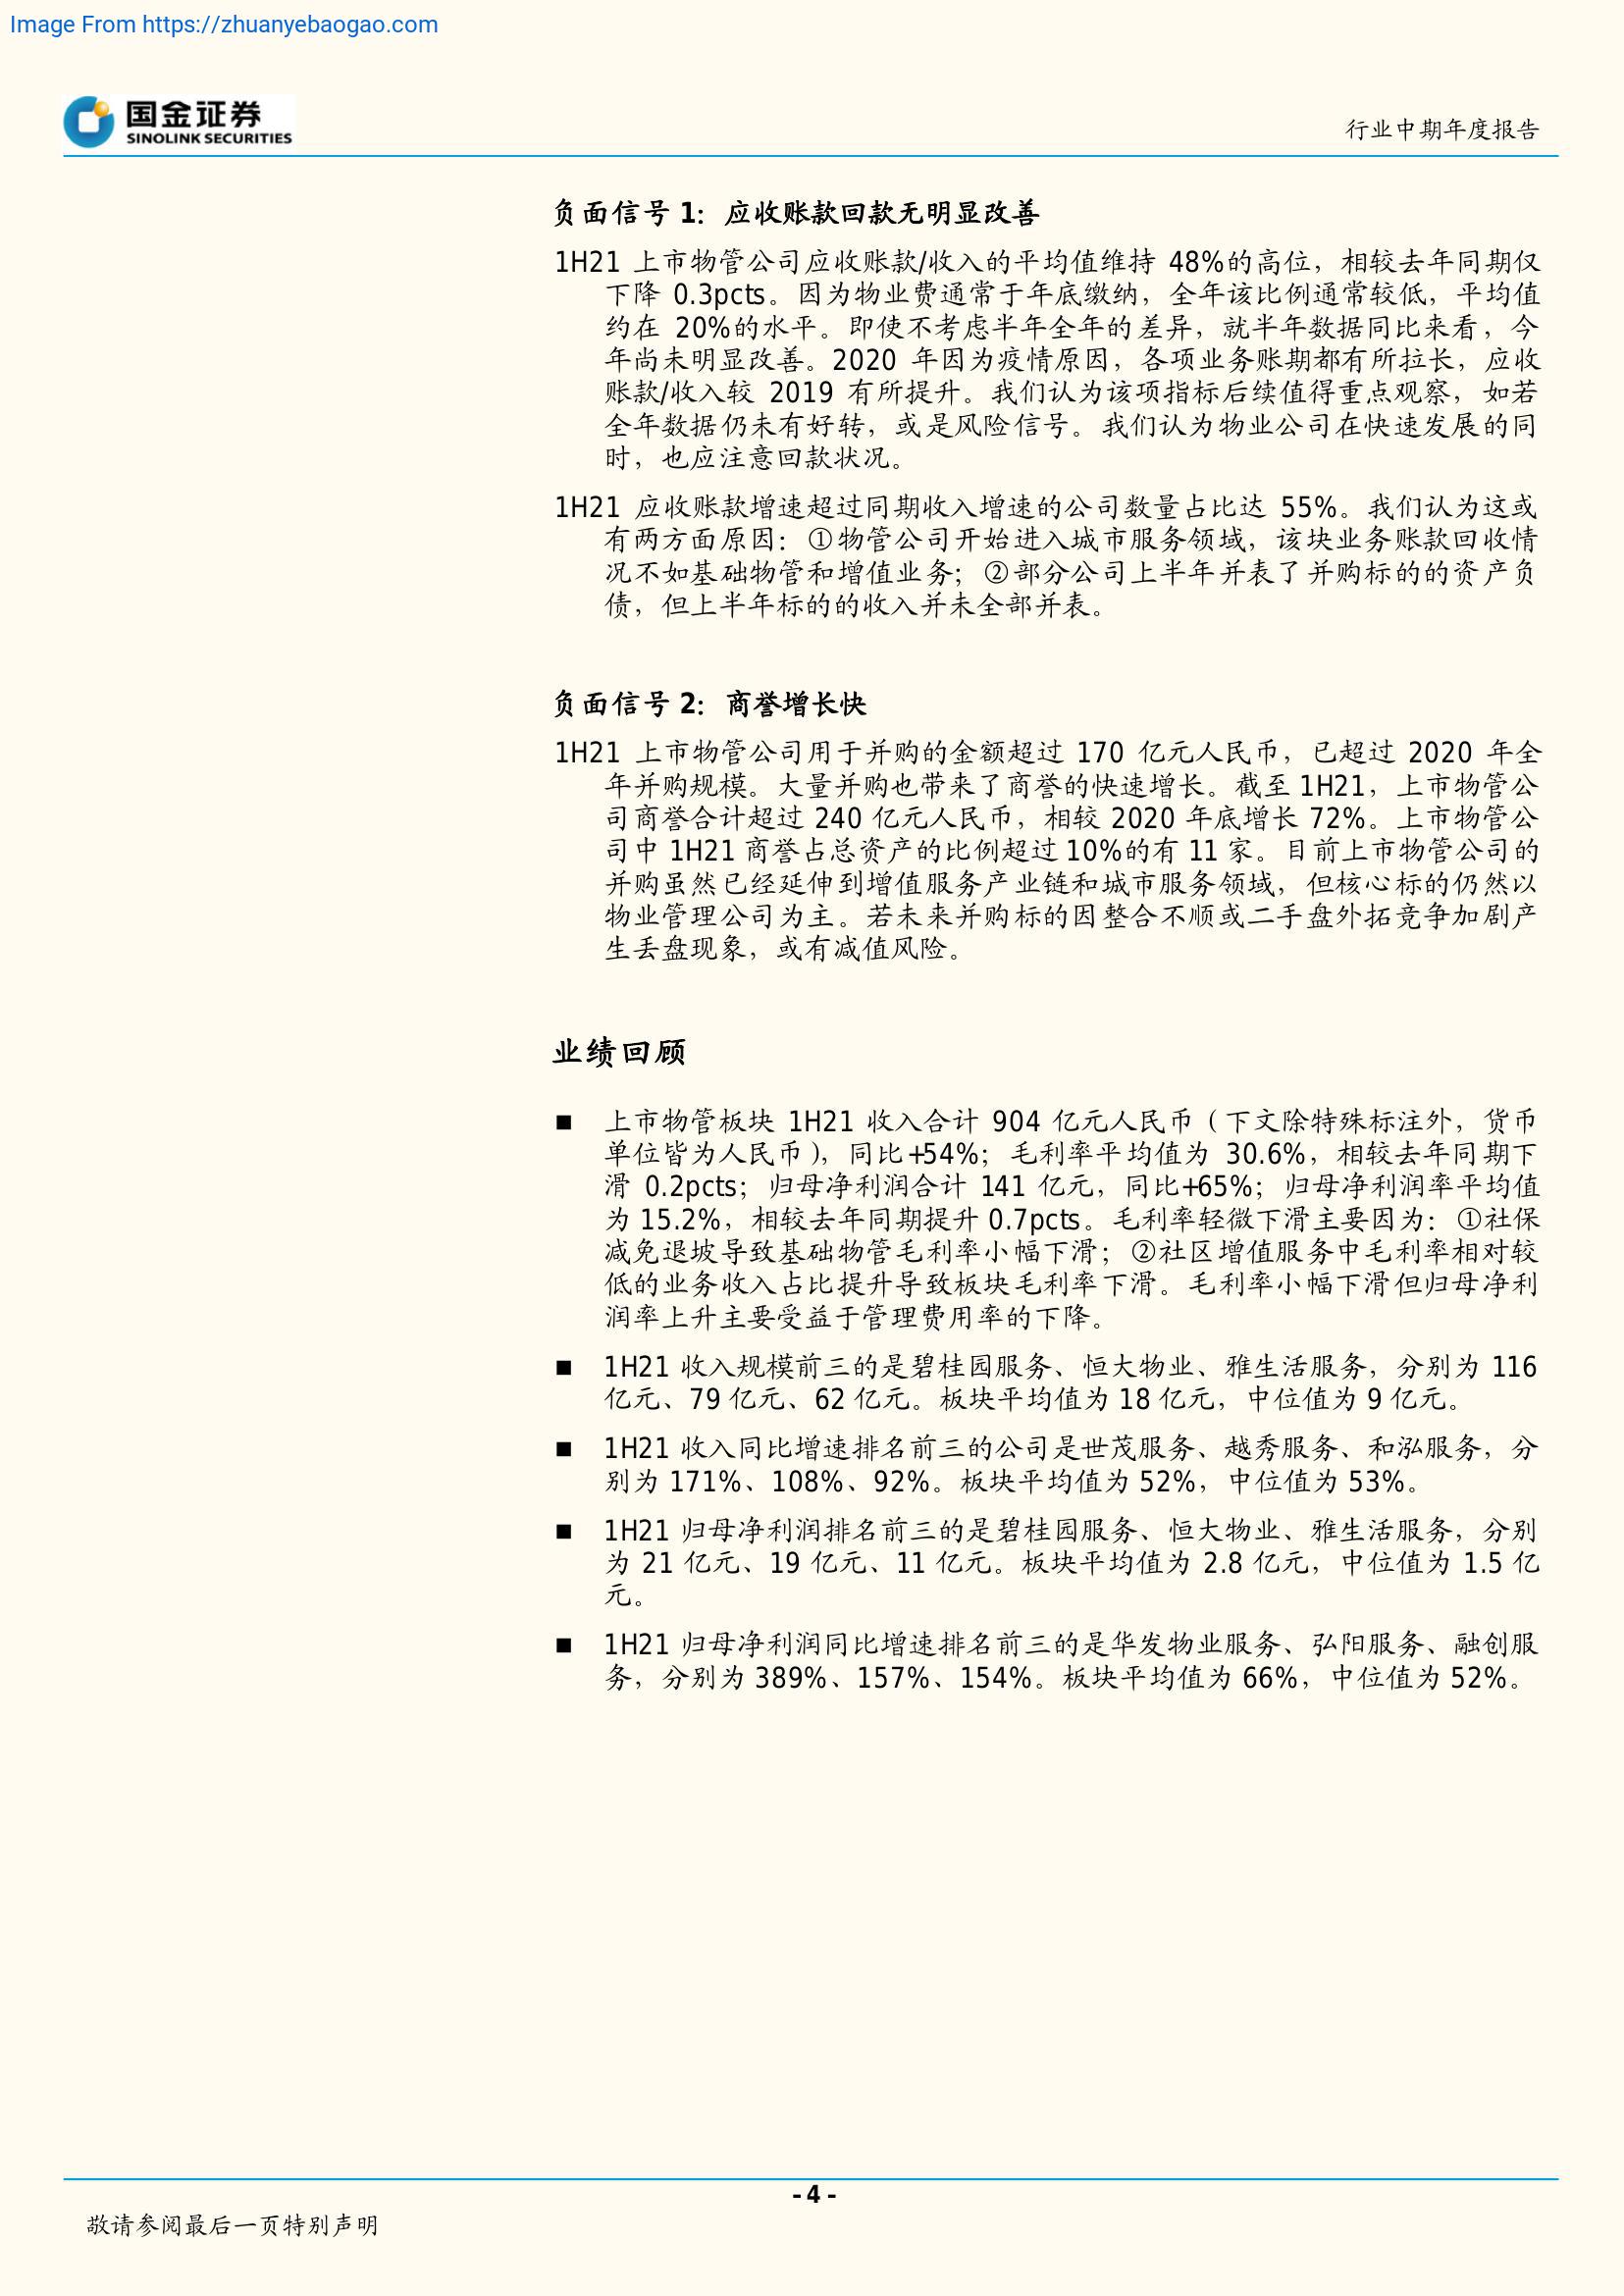 Image From https://zhuanyebaogao.com
国金证券
SINOLINK SECURITIES
行业中期年度报告
负面信号 1：应收账款回款无明显改善
1H21 上市物管公司应收账款/收入的平均值维持 48%的高位，相较去年同期仅
下降 0.3pcts。因为物业费通常于年底缴纳，全年该比例通常较低，平均值
约在 20%的水平。即使不考虑半年全年的差异，就半年数据同比来看，今
年尚未明显改善。2020 年因为疫情原因，各项业务账期都有所拉长，应收
账款/收入较 2019 有所提升。我们认为该项指标后续值得重点观察，如若
全年数据仍未有好转，或是风险信号。我们认为物业公司在快速发展的同
时，也应注意回款状况。
1H21 应收账款增速超过同期收入增速的公司数量占比达 55%。我们认为这或
有两方面原因：①物管公司开始进入城市服务领域，该块业务账款回收情
况不如基础物管和增值业务；②部分公司上半年并表了并购标的的资产负
债，但上半年标的的收入并未全部并表。
负面信号 2：商誉增长快
1H21 上市物管公司用于并购的金额超过 170 亿元人民币，已超过 2020 年全
年并购规模。大量并购也带来了商誉的快速增长。截至 1H21，上市物管公
司商誉合计超过 240 亿元人民币，相较 2020 年底增长 72%。上市物管公
司中 1H21 商誉占总资产的比例超过 10%的有 11 家。目前上市物管公司的
并购虽然已经延伸到增值服务产业链和城市服务领域，但核心标的仍然以
物业管理公司为主。若未来并购标的因整合不顺或二手盘外拓竞争加剧产
生丢盘现象，或有减值风险。
业绩回顾
■ 上市物管板块 1H21 收入合计 904 亿元人民币（下文除特殊标注外，货币
单位皆为人民币），同比+54%；毛利率平均值为 30.6%，相较去年同期下
滑 0.2pcts；归母净利润合计 141 亿元，同比+65%；归母净利润率平均值
为 15.2%，相较去年同期提升 0.7pcts。毛利率轻微下滑主要因为：①社保
减免退坡导致基础物管毛利率小幅下滑；②社区增值服务中毛利率相对较
低的业务收入占比提升导致板块毛利率下滑。毛利率小幅下滑但归母净利
润率上升主要受益于管理费用率的下降。
■ 1H21 收入规模前三的是碧桂园服务、恒大物业、雅生活服务，分别为 116
亿元、79 亿元、62 亿元。板块平均值为 18 亿元，中位值为 9 亿元。
■ 1H21 收入同比增速排名前三的公司是世茂服务、越秀服务、和泓服务，分
别为 171%、108%、92%。板块平均值为 52%，中位值为 53%。
■ 1H21 归母净利润排名前三的是碧桂园服务、恒大物业、雅生活服务，分别
为 21 亿元、19 亿元、11 亿元。板块平均值为 2.8 亿元，中位值为 1.5 亿
元。
■ 1H21 归母净利润同比增速排名前三的是华发物业服务、弘阳服务、融创服
务，分别为 389%、157%、154%。板块平均值为 66%，中位值为 52%。
- 4 -
敬请参阅最后一页特别声明